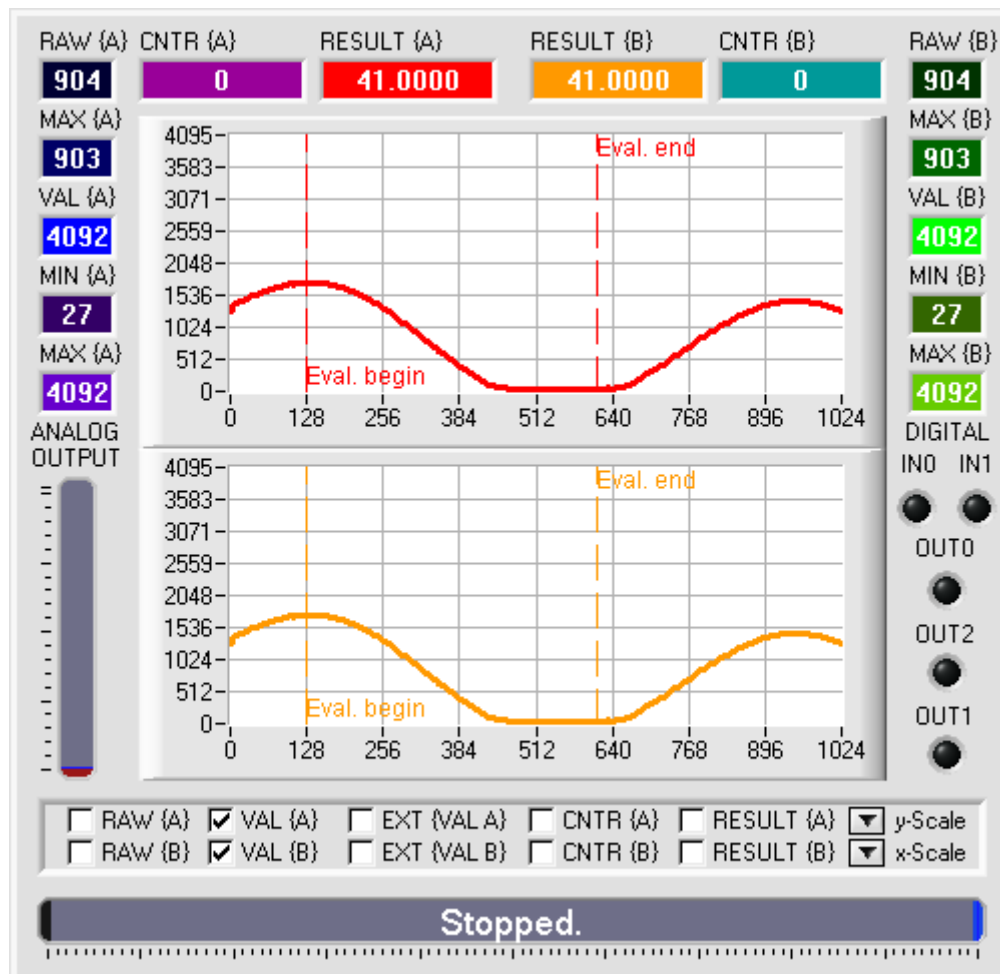 RAW {A} CNTR {A} RESULT {A} RESULT {B} CNTR {B} RAW {B}
904 0 41.0000 41.0000 0 904
MAX {A} MAX {B}
903 903
VAL {A} VAL {B}
4092 4092
MIN {A} MIN {B}
27 27
MAX {A} MAX {B}
4092 4092
ANALOG
OUTPUT
DIGITAL
IN0 IN1
OUT0
OUT2
OUT1
4095
3583
3071
2559
2048
1536
1024
512
0
Eval. end
Eval. begin
0 128 256 384 512 640 768 896 1024
4095
3583
3071
2559
2048
1536
1024
512
0
Eval. end
Eval. begin
0 128 256 384 512 640 768 896 1024
RAW {A} VAL {A} EXT {VAL A} CNTR {A} RESULT {A} y-Scale
RAW {B} VAL {B} EXT {VAL B} CNTR {B} RESULT {B} x-Scale
Stopped.